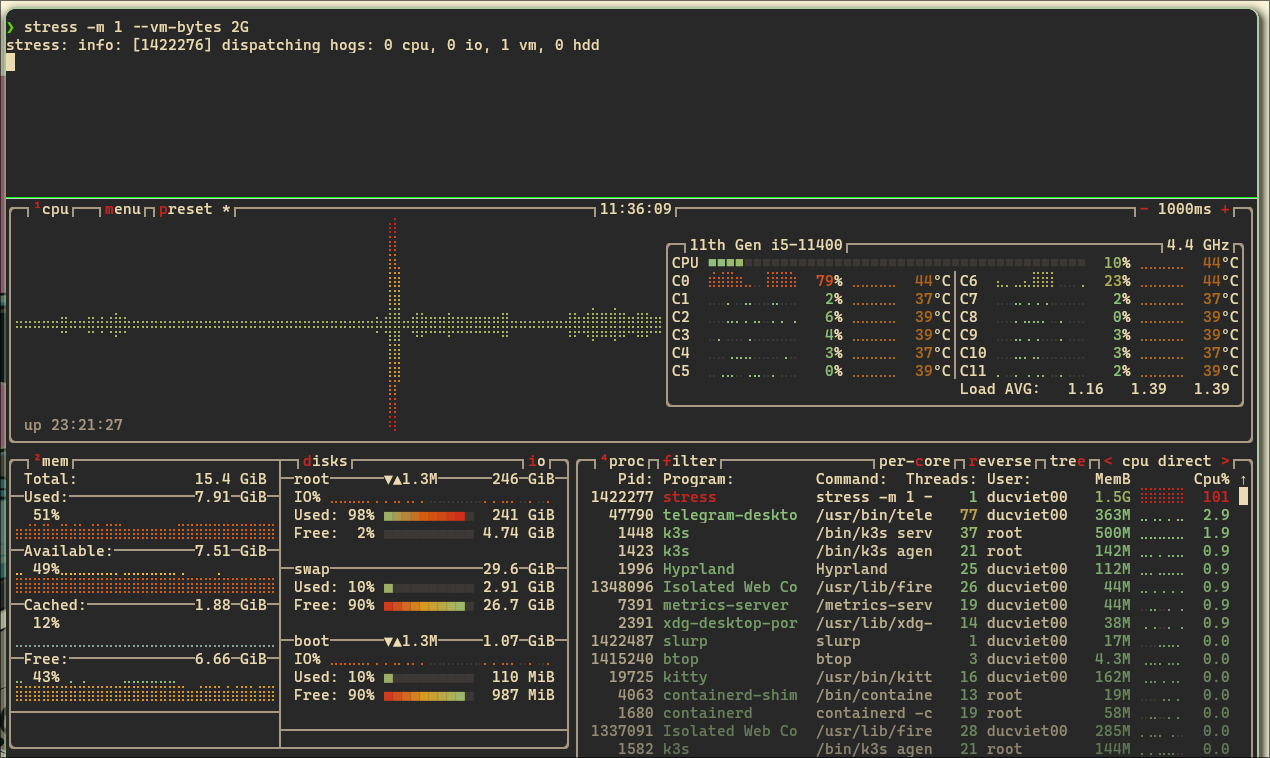 ❯ stress -m 1 --vm-bytes 2G
stress: info: [1422276] dispatching hogs: 0 cpu, 0 io, 1 vm, 0 hdd
¹cpu menu preset * 11:36:09 - 1000ms +
11th Gen i5-11400 4.4 GHz
CPU 10% 44°C
C0 79% 44°C C6 23% 44°C
C1 2% 37°C C7 2% 37°C
C2 6% 39°C C8 0% 39°C
C3 4% 39°C C9 3% 39°C
C4 3% 37°C C10 3% 37°C
C5 0% 39°C C11 2% 39°C
Load AVG: 1.16 1.39 1.39
up 23:21:27
²mem
Total: 15.4 GiB
Used: 7.91 GiB
51%
Available: 7.51 GiB
49%
Cached: 1.88 GiB
12%
Free: 6.66 GiB
43%
disks io
root ▼▲1.3M 246 GiB
IO%
Used: 98% 241 GiB
Free: 2% 4.74 GiB
swap 29.6 GiB
Used: 10% 2.91 GiB
Free: 90% 26.7 GiB
boot ▼▲1.3M 1.07 GiB
IO%
Used: 10% 110 MiB
Free: 90% 987 MiB
⁴proc filter per-core reverse tree < cpu direct >
Pid: Program: Command: Threads: User: MemB Cpu% ↑
1422277 stress stress -m 1 - 1 ducviet00 1.5G 101
47790 telegram-deskto /usr/bin/tele 77 ducviet00 363M 2.9
1448 k3s /bin/k3s serv 37 root 500M 1.9
1423 k3s /bin/k3s agen 21 root 142M 0.9
1996 Hyprland Hyprland 25 ducviet00 112M 0.9
1348096 Isolated Web Co /usr/lib/fire 26 ducviet00 44M 0.9
7391 metrics-server /metrics-serv 19 ducviet00 44M 0.9
2391 xdg-desktop-por /usr/lib/xdg- 14 ducviet00 38M 0.9
1422487 slurp slurp 1 ducviet00 17M 0.0
1415240 btop btop 3 ducviet00 4.3M 0.0
19725 kitty /usr/bin/kitt 16 ducviet00 162M 0.0
4063 containerd-shim /bin/containe 13 root 19M 0.0
1680 containerd containerd -c 19 root 58M 0.0
1337091 Isolated Web Co /usr/lib/fire 28 ducviet00 285M 0.0
1582 k3s /bin/k3s agen 21 root 144M 0.0